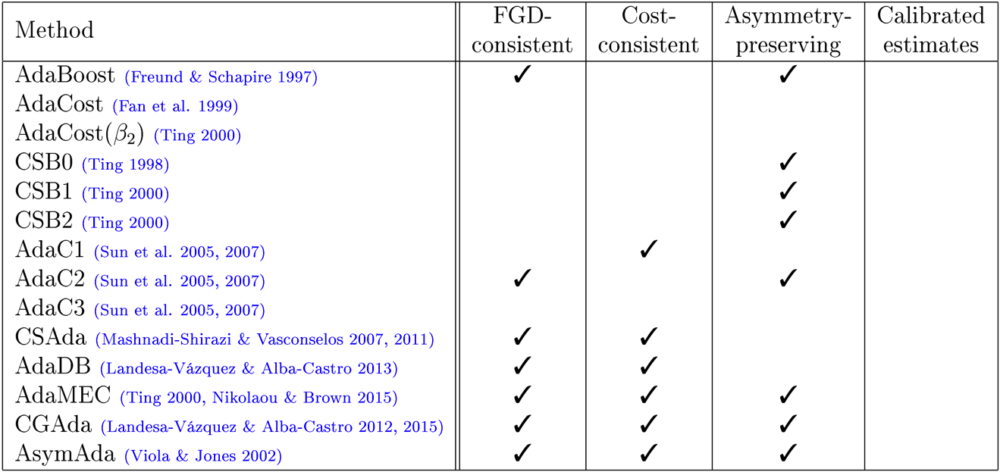 Method FGD-consistent Cost-consistent Asymmetry-preserving Calibrated estimates
AdaBoost (Freund & Schapire 1997) ✓ ✓
AdaCost (Fan et al. 1999)
AdaCost(β₂) (Ting 2000)
CSB0 (Ting 1998) ✓
CSB1 (Ting 2000) ✓
CSB2 (Ting 2000) ✓
AdaC1 (Sun et al. 2005, 2007) ✓
AdaC2 (Sun et al. 2005, 2007) ✓ ✓
AdaC3 (Sun et al. 2005, 2007)
CSAda (Mashnadi-Shirazi & Vasconselos 2007, 2011) ✓ ✓
AdaDB (Landesa-Vázquez & Alba-Castro 2013) ✓ ✓
AdaMEC (Ting 2000, Nikolaou & Brown 2015) ✓ ✓ ✓
CGAda (Landesa-Vázquez & Alba-Castro 2012, 2015) ✓ ✓ ✓
AsymAda (Viola & Jones 2002) ✓ ✓ ✓